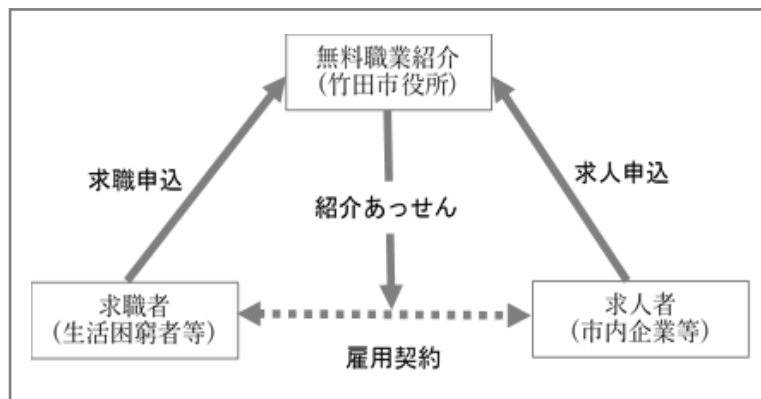 無料職業紹介
（竹田市役所）
求職申込
求人申込
紹介あっせん
求職者
（生活困窮者等）
求人者
（市内企業等）
雇用契約